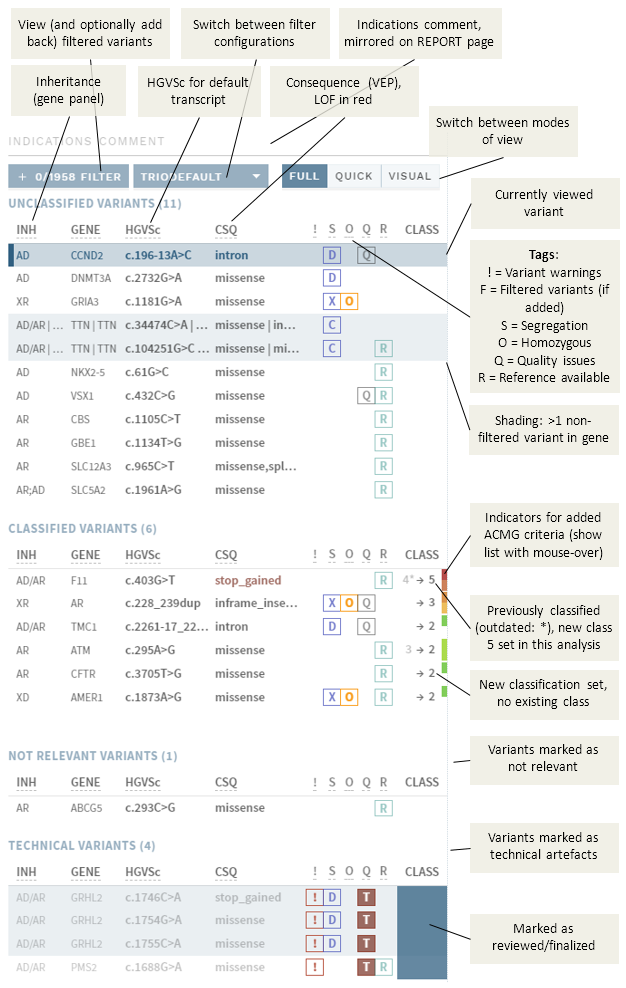 View (and optionally add
back) filtered variants
Switch between filter
configurations
Indications comment,
mirrored on REPORT page
Inheritance
(gene panel)
HGVSc for default
transcript
Consequence (VEP),
LOF in red
Switch between modes
of view
INDICATIONS COMMENT
+ 0/1958 FILTER
TRIODEFAULT
FULL QUICK VISUAL
UNCLASSIFIED VARIANTS (11)
INH GENE HGVSc CSQ ! S O Q R CLASS
AD CCND2 c.196-13A>C intron D Q
AD DNMT3A c.2732G>A missense D
XR GRIA3 c.1181G>A missense X O
AD/AR | ... TTN | TTN c.34474C>A | ... missense | in... C
AD/AR | ... TTN | TTN c.104251G>C ... missense | mi... C R
AD NKX2-5 c.61G>C missense R
AD VSX1 c.432C>G missense Q R
AR CBS c.1105C>T missense R
AR GBE1 c.1134T>G missense R
AR SLC12A3 c.965C>T missense,spl... R
AR;AD SLC5A2 c.1961A>G missense R
Currently viewed
variant
Tags:
! = Variant warnings
F = Filtered variants (if
added)
S = Segregation
O = Homozygous
Q = Quality issues
R = Reference available
Shading: >1 non-
filtered variant in gene
CLASSIFIED VARIANTS (6)
INH GENE HGVSc CSQ ! S O Q R CLASS
AD/AR F11 c.403G>T stop_gained R 4* → 5
XR AR c.228_239dup inframe_inse... X O Q → 3
AD/AR TMC1 c.2261-17_22... intron D Q → 2
AR ATM c.295A>G missense R 3 → 2
AR CFTR c.3705T>G missense R → 2
XD AMER1 c.1873A>G missense X O R → 2
Indicators for added
ACMG criteria (show
list with mouse-over)
Previously classified
(outdated: *), new class
5 set in this analysis
New classification set,
no existing class
NOT RELEVANT VARIANTS (1)
INH GENE HGVSc CSQ ! S O Q R CLASS
AR ABCG5 c.293C>G missense R
Variants marked as
not relevant
TECHNICAL VARIANTS (4)
INH GENE HGVSc CSQ ! S O Q R CLASS
AD/AR GRHL2 c.1746C>A stop_gained ! D T
AD/AR GRHL2 c.1754G>A missense ! D T
AD/AR GRHL2 c.1755C>A missense ! D T
AD/AR PMS2 c.1688G>A missense ! T R
Variants marked as
technical artefacts
Marked as
reviewed/finalized